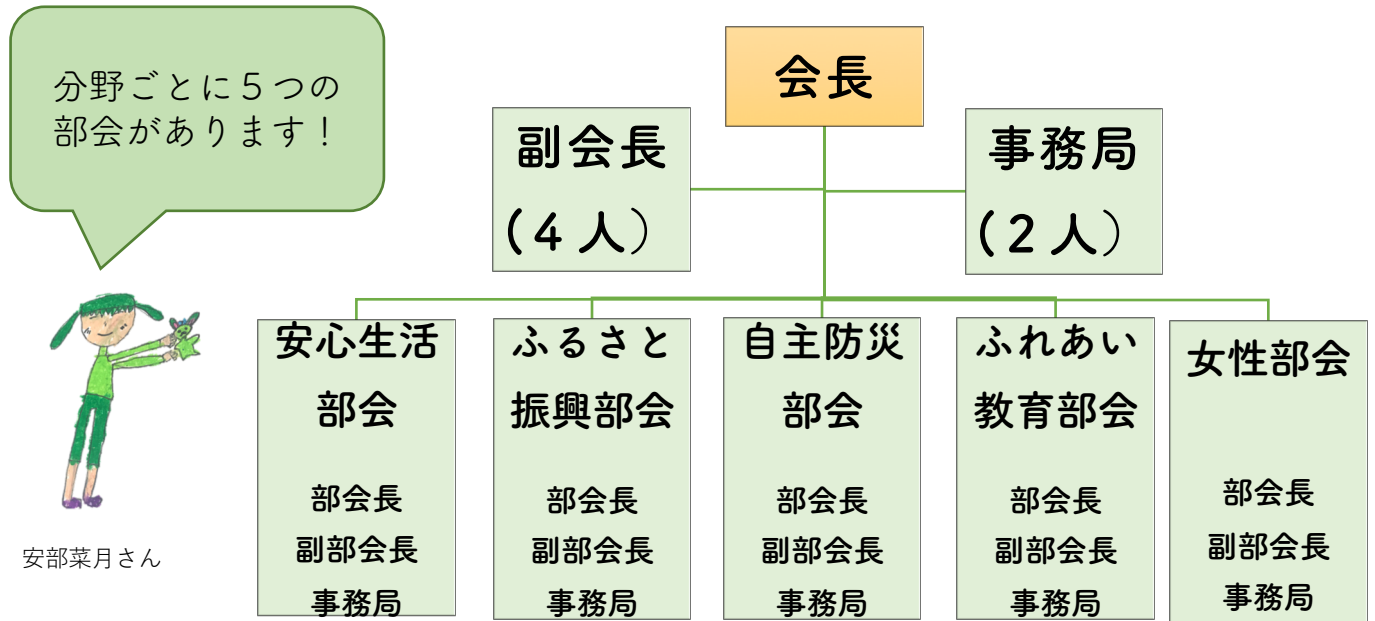 分野ごとに５つの
部会があります！
会長
副会長
(４人）
事務局
(２人）
安心生活
部会
部会長
副部会長
事務局
ふるさと
振興部会
部会長
副部会長
事務局
自主防災
部会
部会長
副部会長
事務局
ふれあい
教育部会
部会長
副部会長
事務局
女性部会
部会長
副部会長
事務局
安部菜月さん